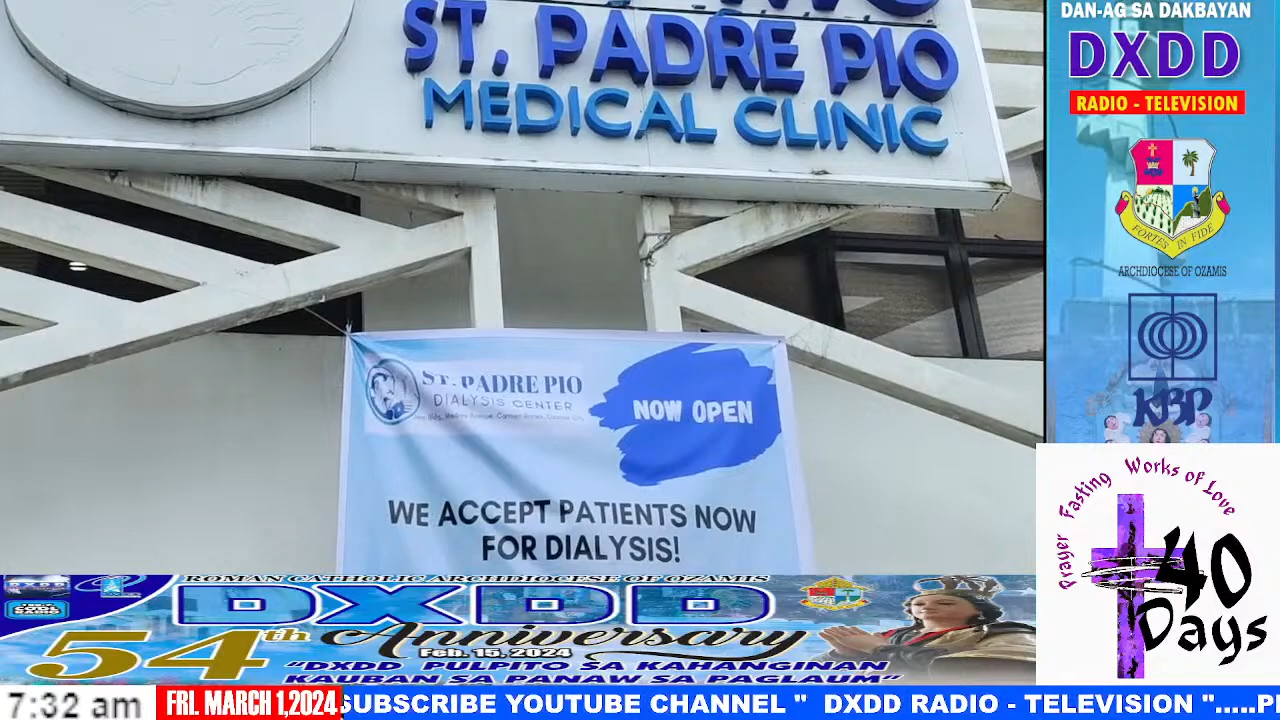 ST. PADRE PIO
MEDICAL CLINIC
ST. PADRE PIO
DIALYSIS CENTER
NOW OPEN
WE ACCEPT PATIENTS NOW
FOR DIALYSIS!
DAN-AG SA DAKBAYAN
DXDD
RADIO - TELEVISION
FORTES IN FIDE
ARCHDIOCESE OF OZAMIS
KBP
Prayer Fasting Works of Love
40
Days
ROMAN CATHOLIC ARCHDIOCESE OF OZAMIS
DXDD
54th Anniversary
Feb. 15, 2024
"DXDD PULPITO SA KAHANGINAN
KAUBAN SA PANAW SA PAGLAUM"
7:32 am FRI. MARCH 1,2024 SUBSCRIBE YOUTUBE CHANNEL " DXDD RADIO - TELEVISION ".....